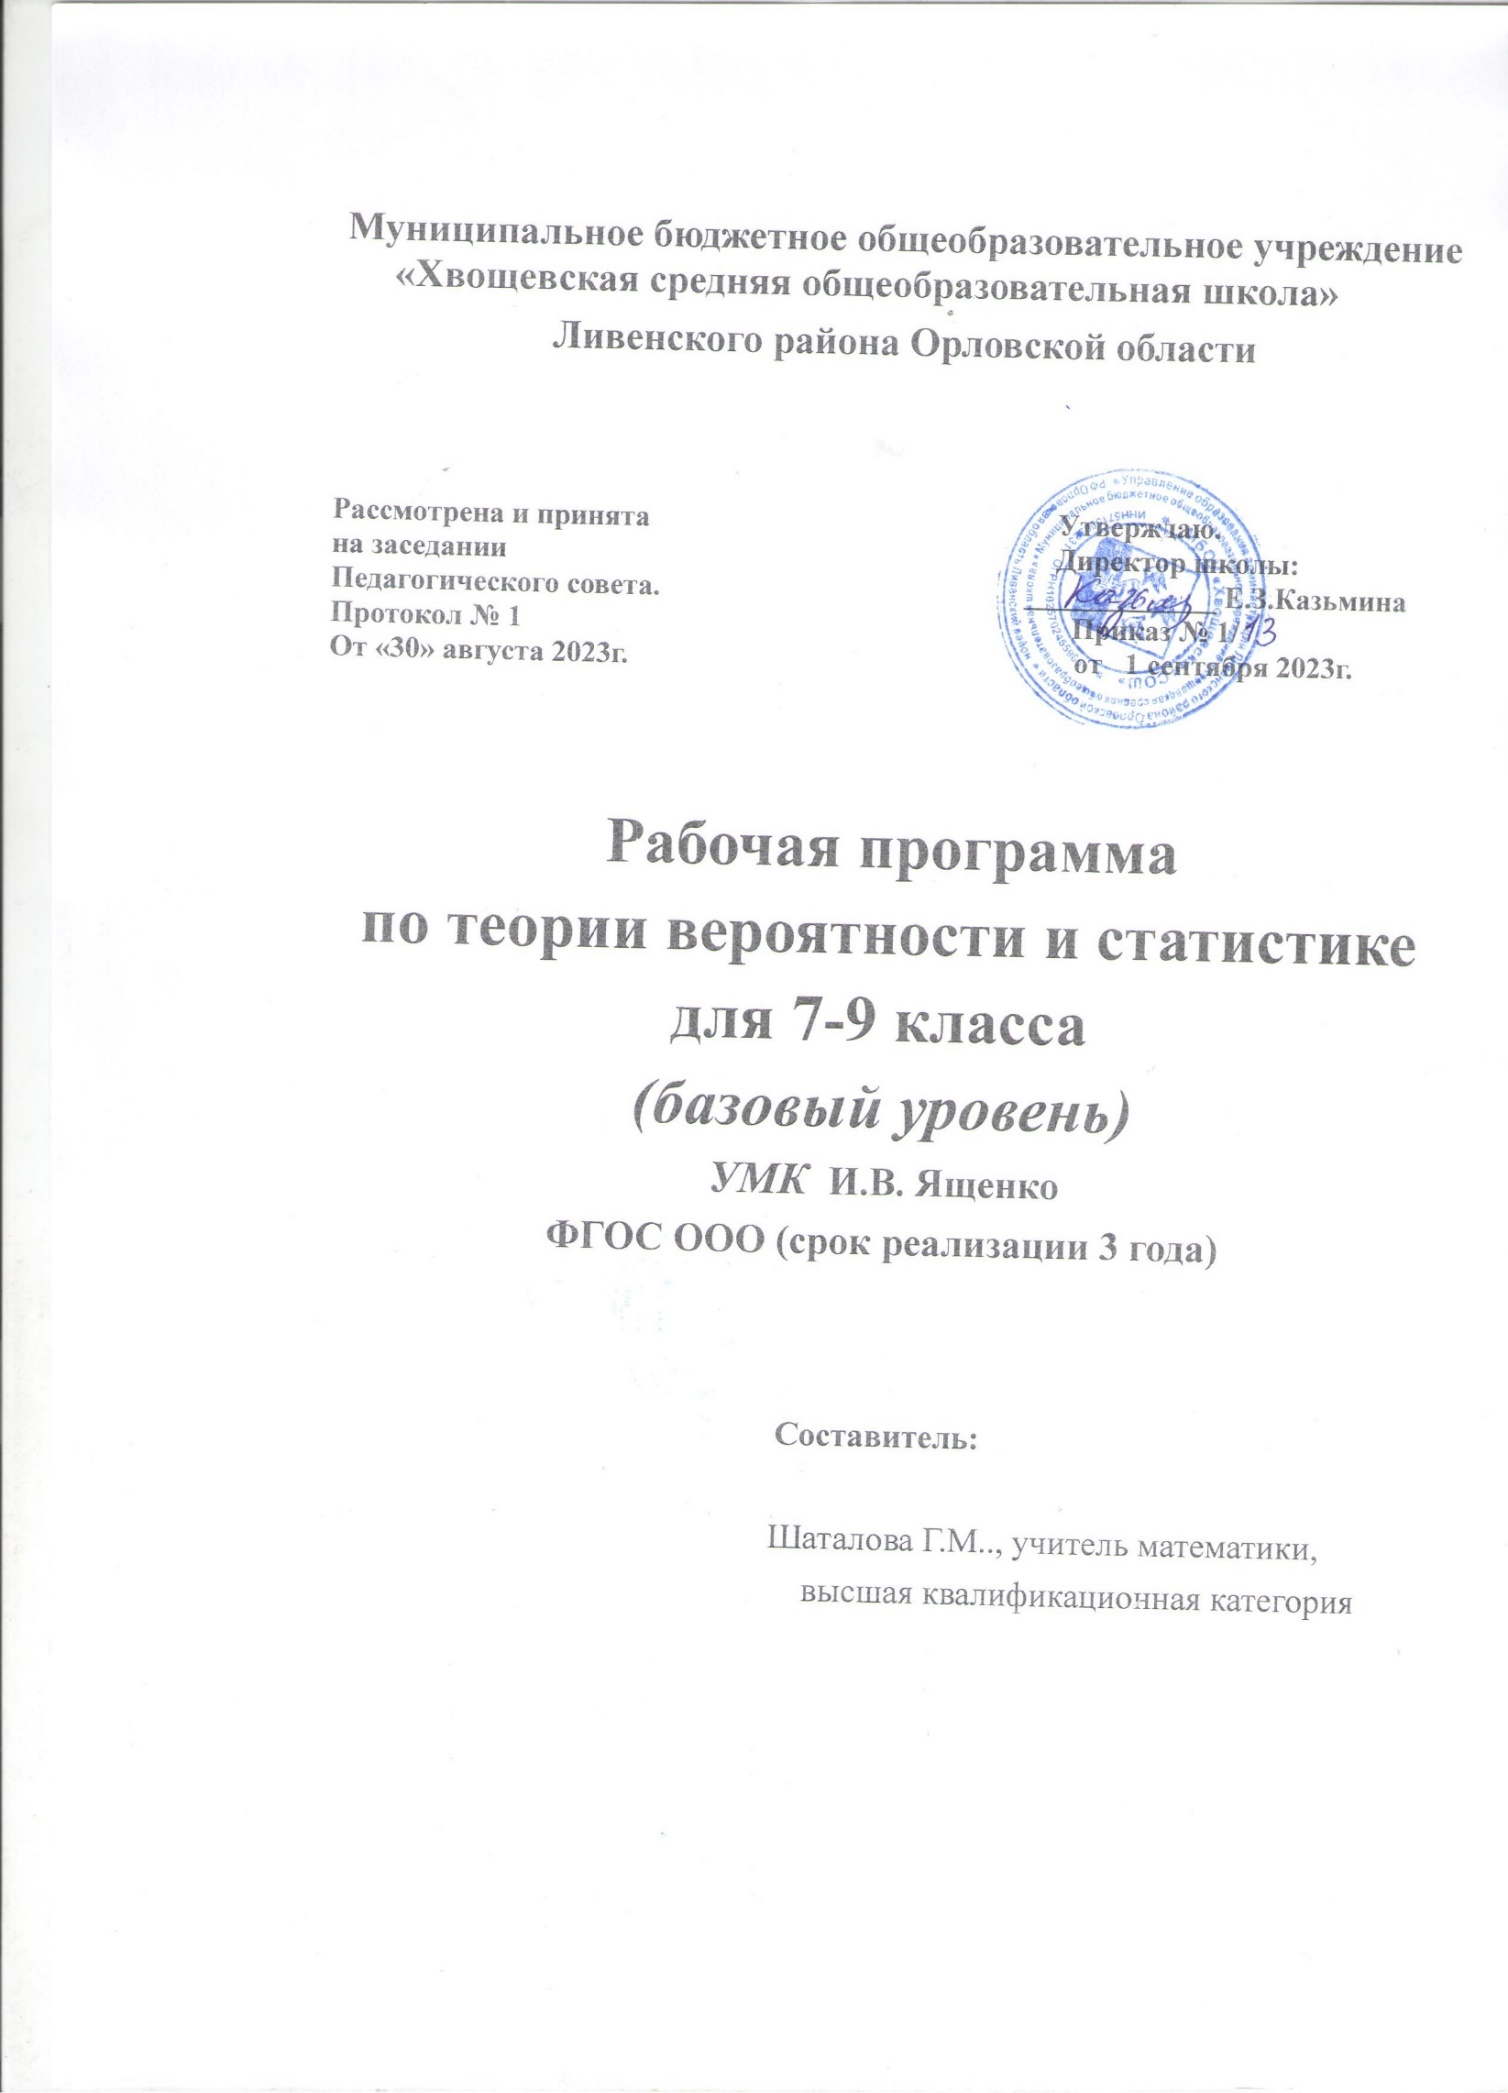 Муниципальное бюджетное общеобразовательное учреждение
«Хвощевская средняя общеобразовательная школа»
Ливенского района Орловской области
Рассмотрена и принята
на заседании
Педагогического совета.
Протокол № 1
От «30» августа 2023г.
Утверждаю.
Директор школы:
Е.З.Казьмина
Приказ № 113
от 1 сентября 2023г.
Рабочая программа
по теории вероятности и статистике
для 7-9 класса
(базовый уровень)
УМК И.В. Ященко
ФГОС ООО (срок реализации 3 года)
Составитель:
Шаталова Г.М.., учитель математики,
высшая квалификационная категория